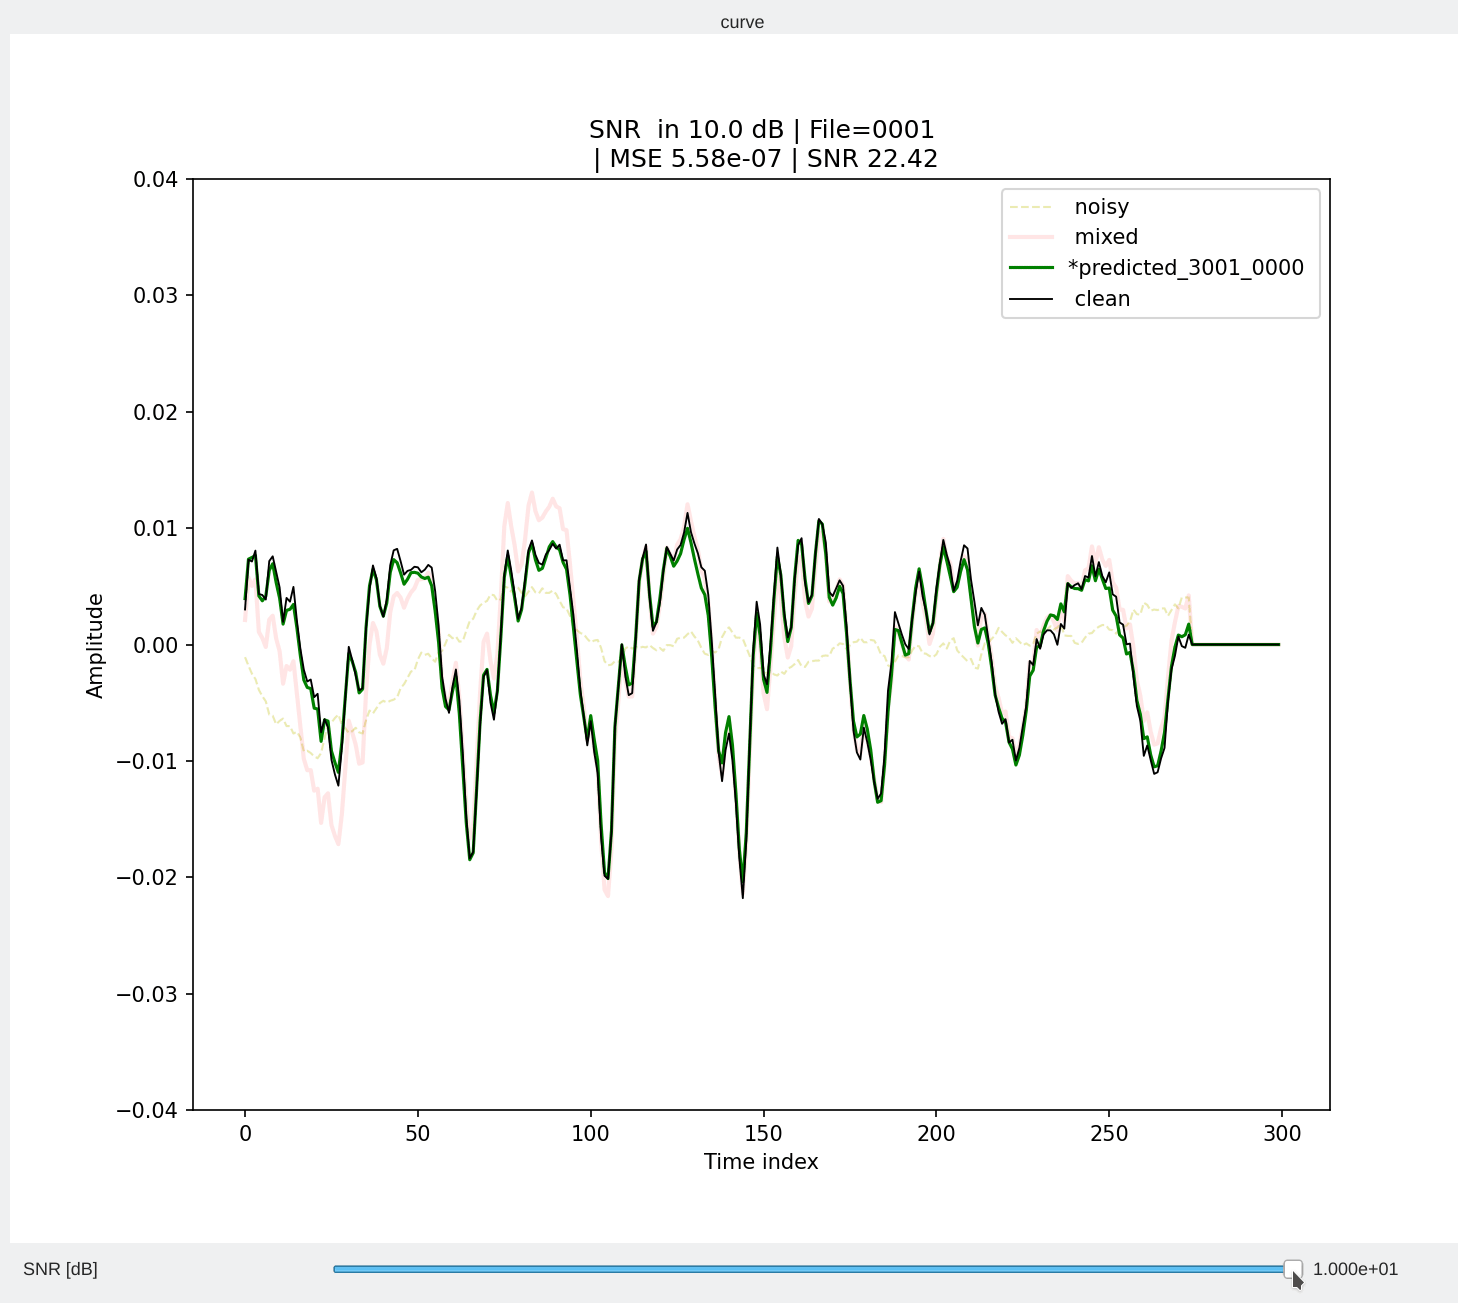 curve
SNR  in 10.0 dB | File=0001
| MSE 5.58e-07 | SNR 22.42
noisy
mixed
*predicted_3001_0000
clean
0.04
0.03
0.02
0.01
0.00
−0.01
−0.02
−0.03
−0.04
Amplitude
0 50 100 150 200 250 300
Time index
SNR [dB] 1.000e+01